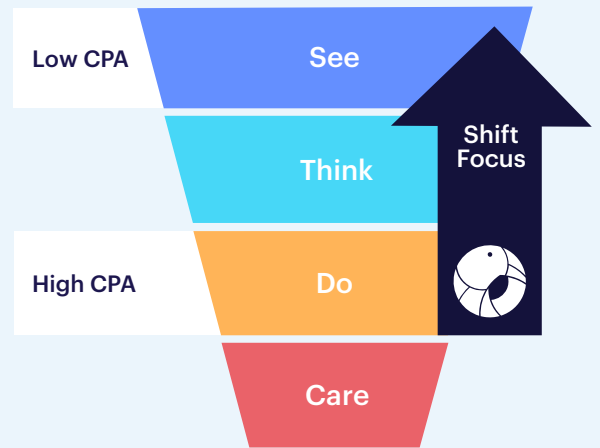 Low CPA
See
Think
Shift
Focus
High CPA
Do
Care